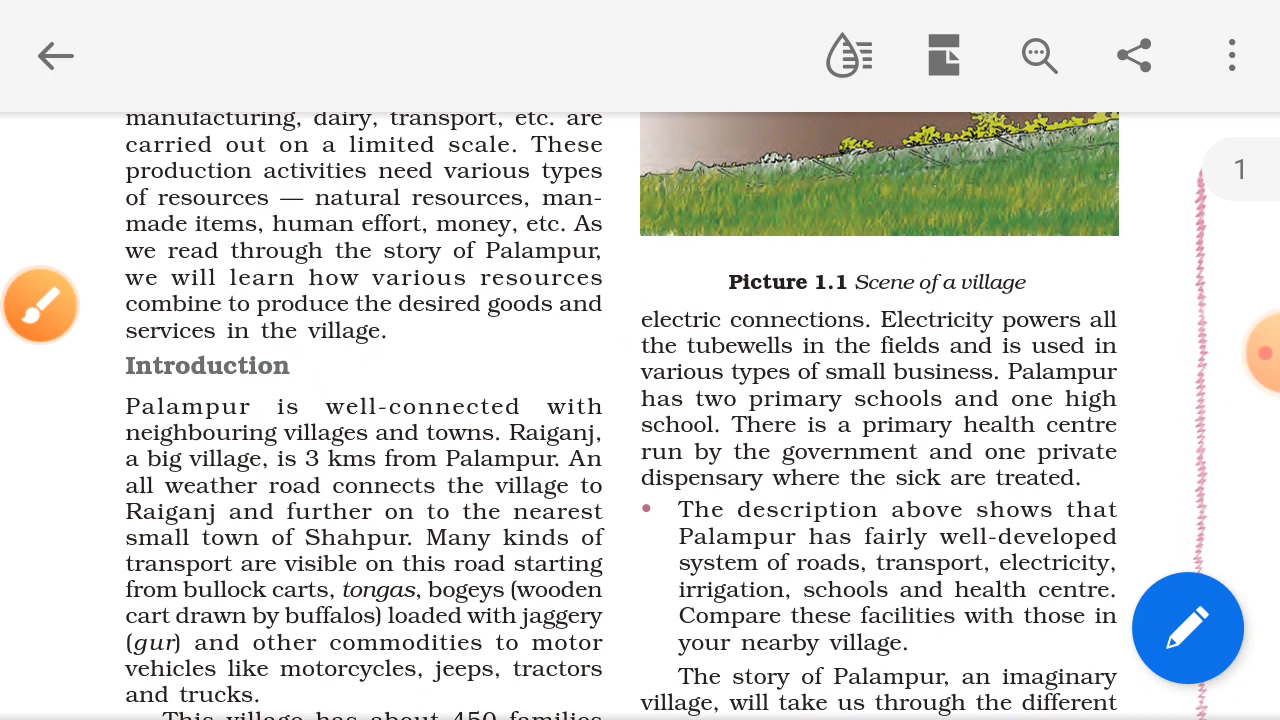 1
manufacturing, dairy, transport, etc. are
carried out on a limited scale. These
production activities need various types
of resources — natural resources, man-
made items, human effort, money, etc. As
we read through the story of Palampur,
we will learn how various resources
combine to produce the desired goods and
services in the village.
Introduction
Palampur is well-connected with
neighbouring villages and towns. Raiganj,
a big village, is 3 kms from Palampur. An
all weather road connects the village to
Raiganj and further on to the nearest
small town of Shahpur. Many kinds of
transport are visible on this road starting
from bullock carts, tongas, bogeys (wooden
cart drawn by buffalos) loaded with jaggery
(gur) and other commodities to motor
vehicles like motorcycles, jeeps, tractors
and trucks.
This village has about 450 families
Picture 1.1 Scene of a village
electric connections. Electricity powers all
the tubewells in the fields and is used in
various types of small business. Palampur
has two primary schools and one high
school. There is a primary health centre
run by the government and one private
dispensary where the sick are treated.
• The description above shows that
Palampur has fairly well-developed
system of roads, transport, electricity,
irrigation, schools and health centre.
Compare these facilities with those in
your nearby village.
The story of Palampur, an imaginary
village, will take us through the different